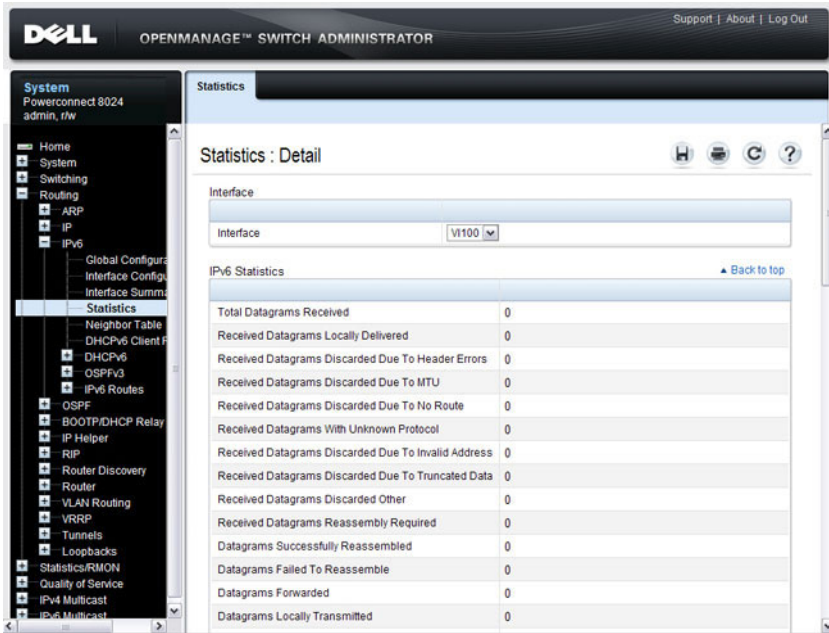 DELL
OPENMANAGE™ SWITCH ADMINISTRATOR
Support | About | Log Out
System
Powerconnect 8024
admin, r/w
Home
System
Switching
Routing
ARP
IP
IPv6
Global Configura
Interface Configu
Interface Summa
Statistics
Neighbor Table
DHCPv6 Client
DHCPv6
OSPFv3
IPv6 Routes
OSPF
BOOTP/DHCP Relay
IP Helper
RIP
Router Discovery
Router
VLAN Routing
VRRP
Tunnels
Loopbacks
Statistics/RMON
Quality of Service
IPv4 Multicast
IPv6 Multicast
Statistics
Statistics : Detail
?
Interface
Interface Vl100
IPv6 Statistics
Back to top
Total Datagrams Received 0
Received Datagrams Locally Delivered 0
Received Datagrams Discarded Due To Header Errors 0
Received Datagrams Discarded Due To MTU 0
Received Datagrams Discarded Due To No Route 0
Received Datagrams With Unknown Protocol 0
Received Datagrams Discarded Due To Invalid Address 0
Received Datagrams Discarded Due To Truncated Data 0
Received Datagrams Discarded Other 0
Received Datagrams Reassembly Required 0
Datagrams Successfully Reassembled 0
Datagrams Failed To Reassemble 0
Datagrams Forwarded 0
Datagrams Locally Transmitted 0